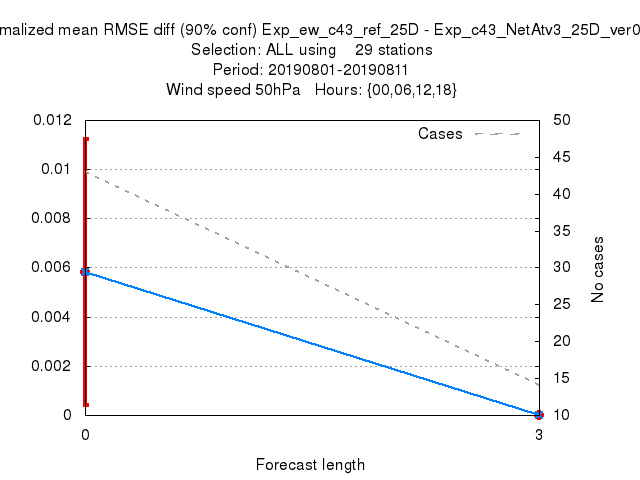 malized mean RMSE diff (90% conf) Exp_ew_c43_ref_25D - Exp_c43_NetAtv3_25D_ver0
Selection: ALL using    29 stations
Period: 20190801-20190811
Wind speed 50hPa   Hours: {00,06,12,18}
Cases
0.012
0.01
0.008
0.006
0.004
0.002
0
50
45
40
35
30
25
20
15
10
No cases
0
3
Forecast length